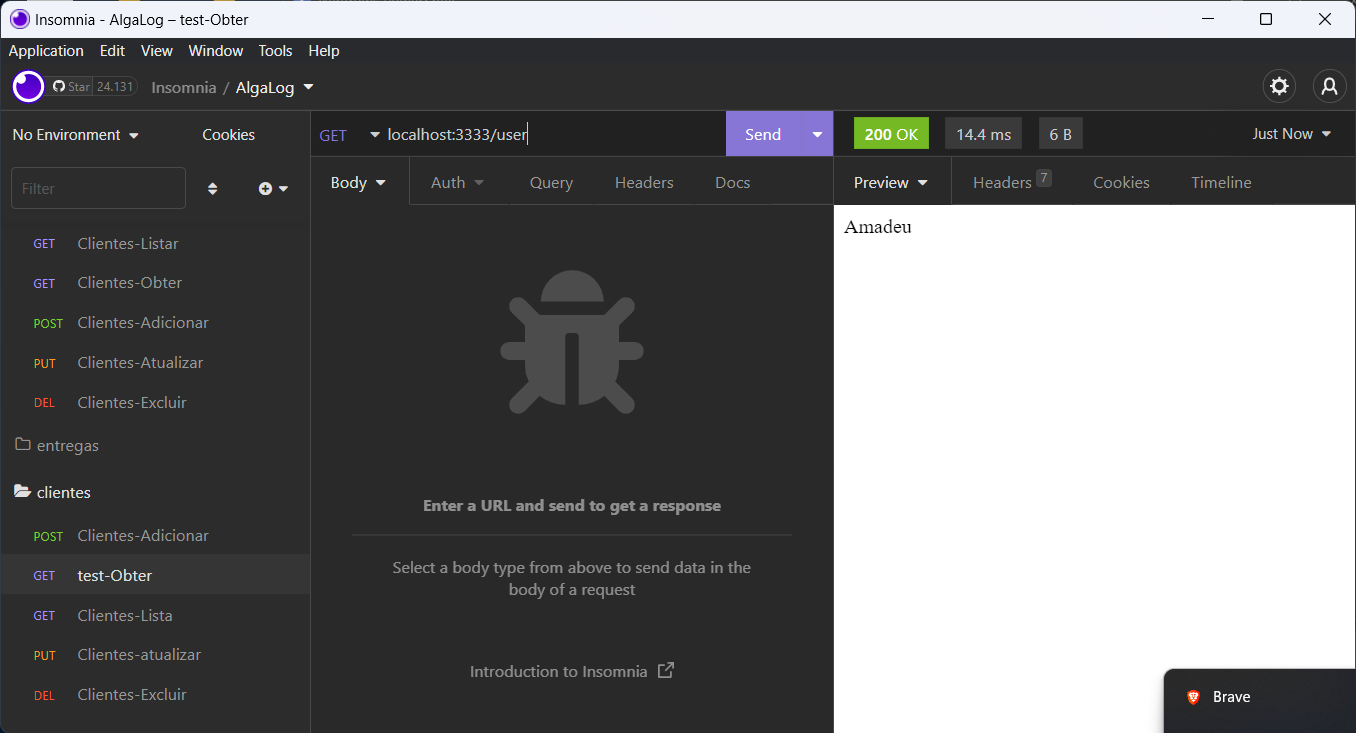 Insomnia - AlgaLog – test-Obter
Application Edit View Window Tools Help
Star 24.131 Insomnia / AlgaLog
No Environment Cookies
Filter
GET Clientes-Listar
GET Clientes-Obter
POST Clientes-Adicionar
PUT Clientes-Atualizar
DEL Clientes-Excluir
entregas
clientes
POST Clientes-Adicionar
GET test-Obter
GET Clientes-Lista
PUT Clientes-atualizar
DEL Clientes-Excluir
GET localhost:3333/user Send
Body Auth Query Headers Docs
Enter a URL and send to get a response
Select a body type from above to send data in the
body of a request
Introduction to Insomnia
200 OK 14.4 ms 6 B Just Now
Preview Headers 7 Cookies Timeline
Amadeu
Brave